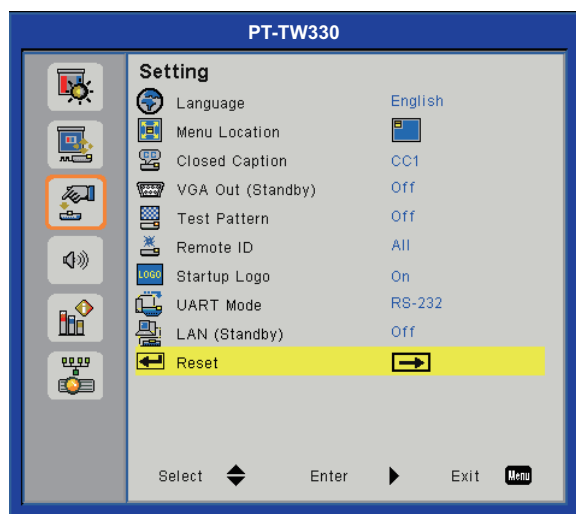 PT-TW330
Setting
Language English
Menu Location
Closed Caption CC1
VGA Out (Standby) Off
Test Pattern Off
Remote ID All
LOGO Startup Logo On
UART Mode RS-232
LAN (Standby) Off
Reset
Select Enter Exit Menu